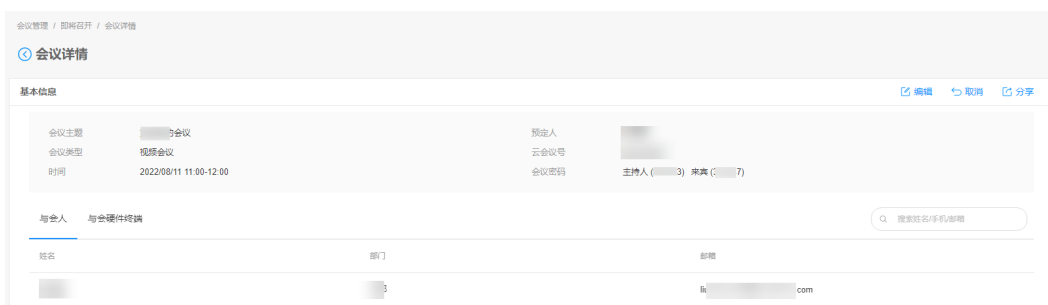 会议管理 / 即将召开 / 会议详情
会议详情
基本信息 编辑 取消 分享
会议主题 的会议 预定人
会议类型 视频会议 云会议号
时间 2022/08/11 11:00-12:00 会议密码 主持人 ( 3) 来宾 ( 7)
与会人 与会硬件终端 搜索姓名/手机/邮箱
姓名 部门 邮箱
com